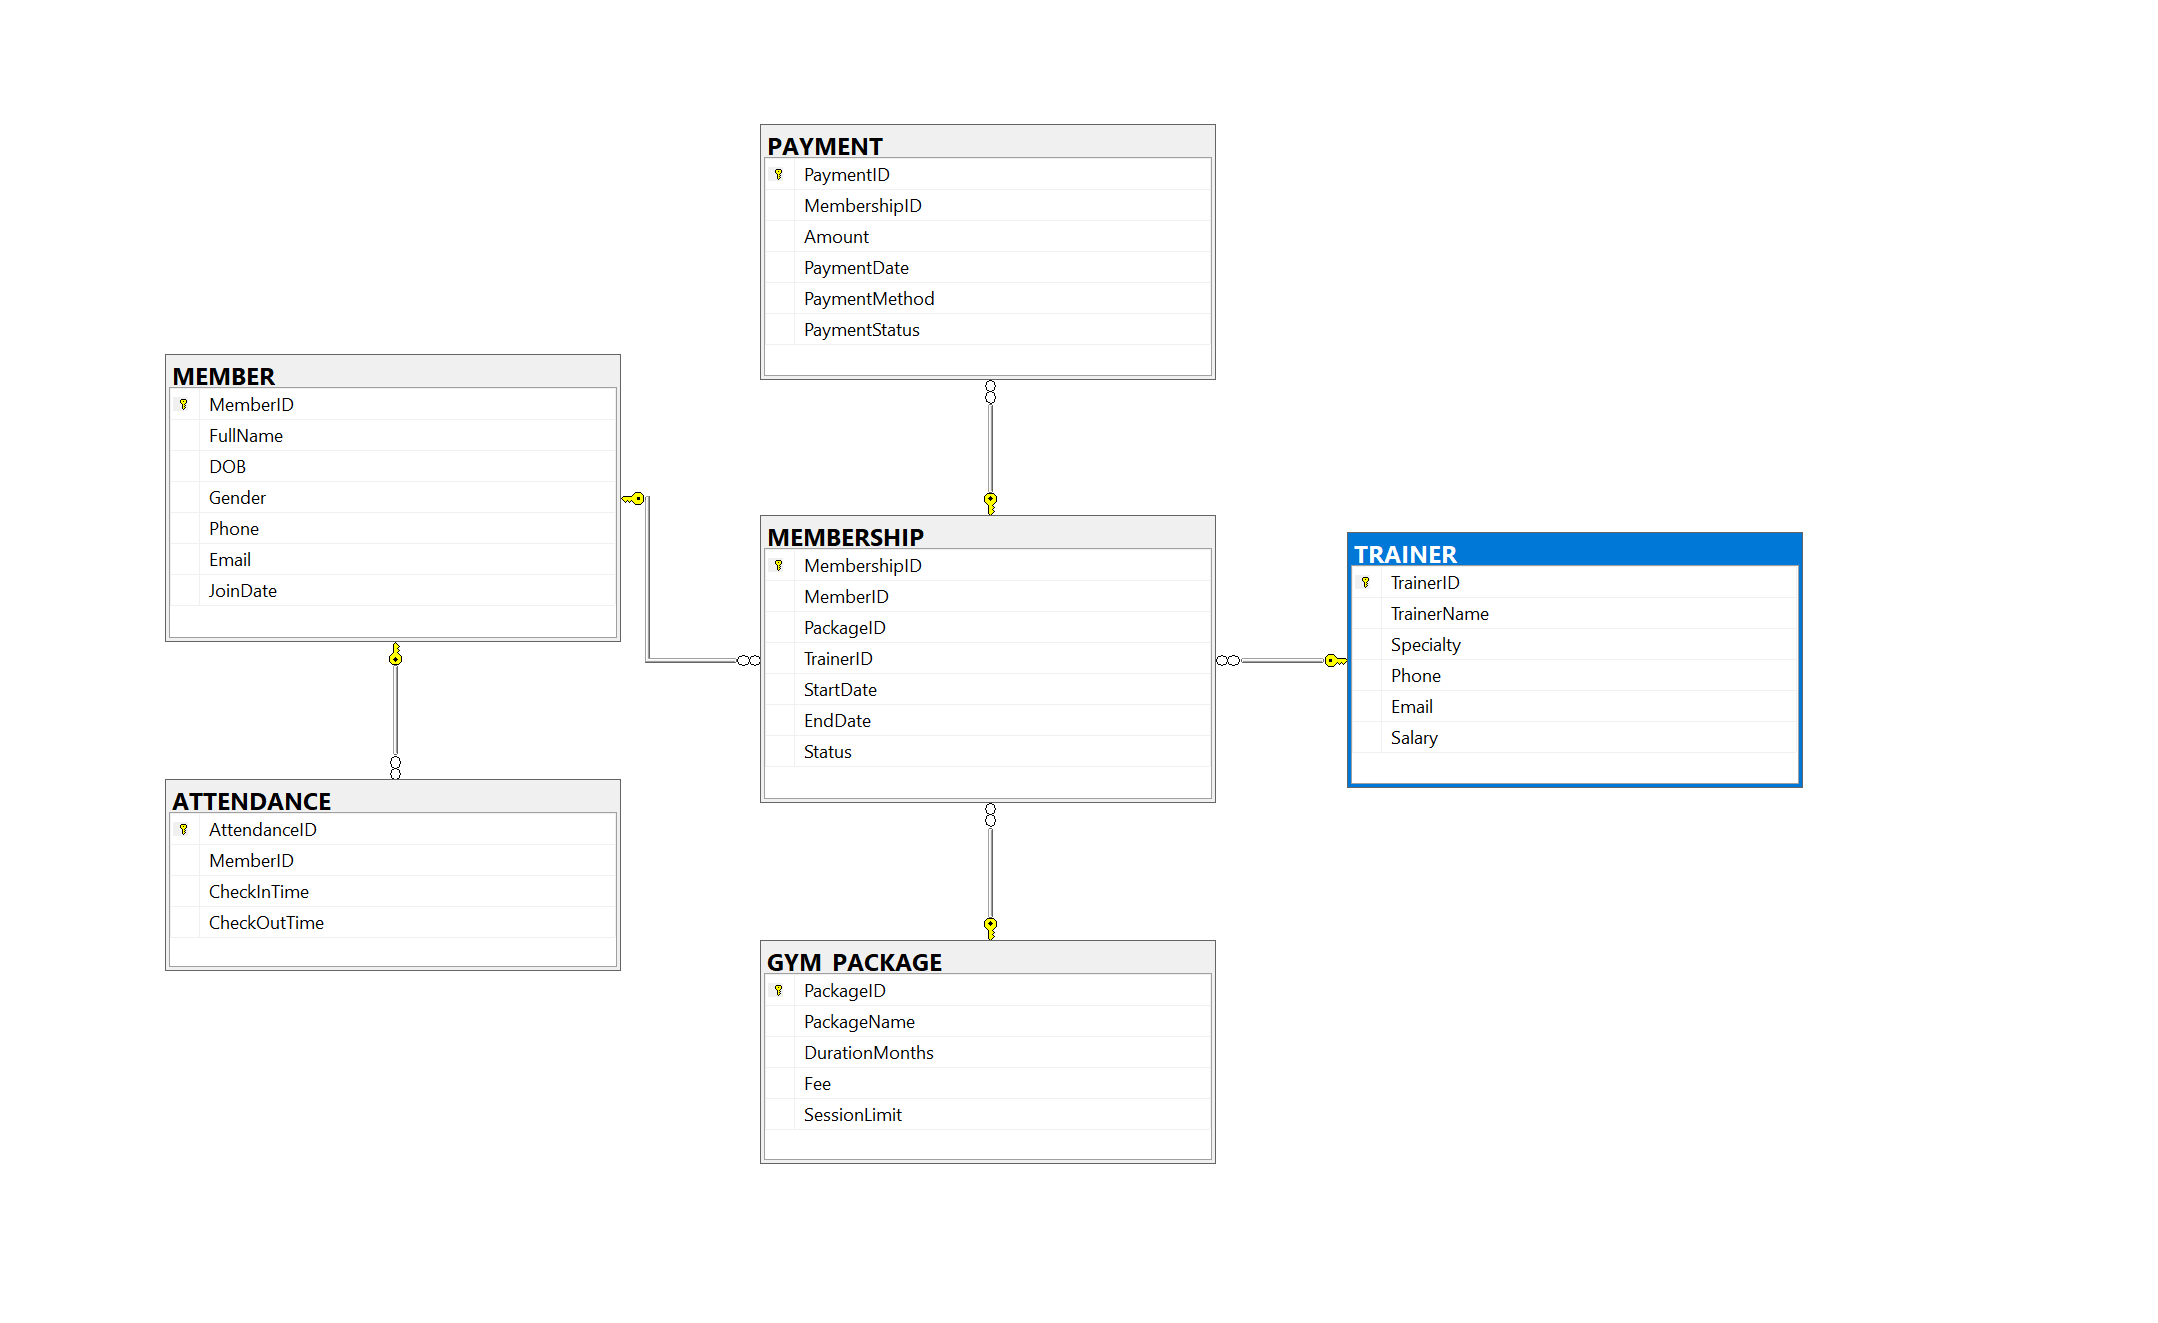 PAYMENT
PaymentID
MembershipID
Amount
PaymentDate
PaymentMethod
PaymentStatus
MEMBER
MemberID
FullName
DOB
Gender
Phone
Email
JoinDate
MEMBERSHIP
MembershipID
MemberID
PackageID
TrainerID
StartDate
EndDate
Status
TRAINER
TrainerID
TrainerName
Specialty
Phone
Email
Salary
ATTENDANCE
AttendanceID
MemberID
CheckInTime
CheckOutTime
GYM_PACKAGE
PackageID
PackageName
DurationMonths
Fee
SessionLimit